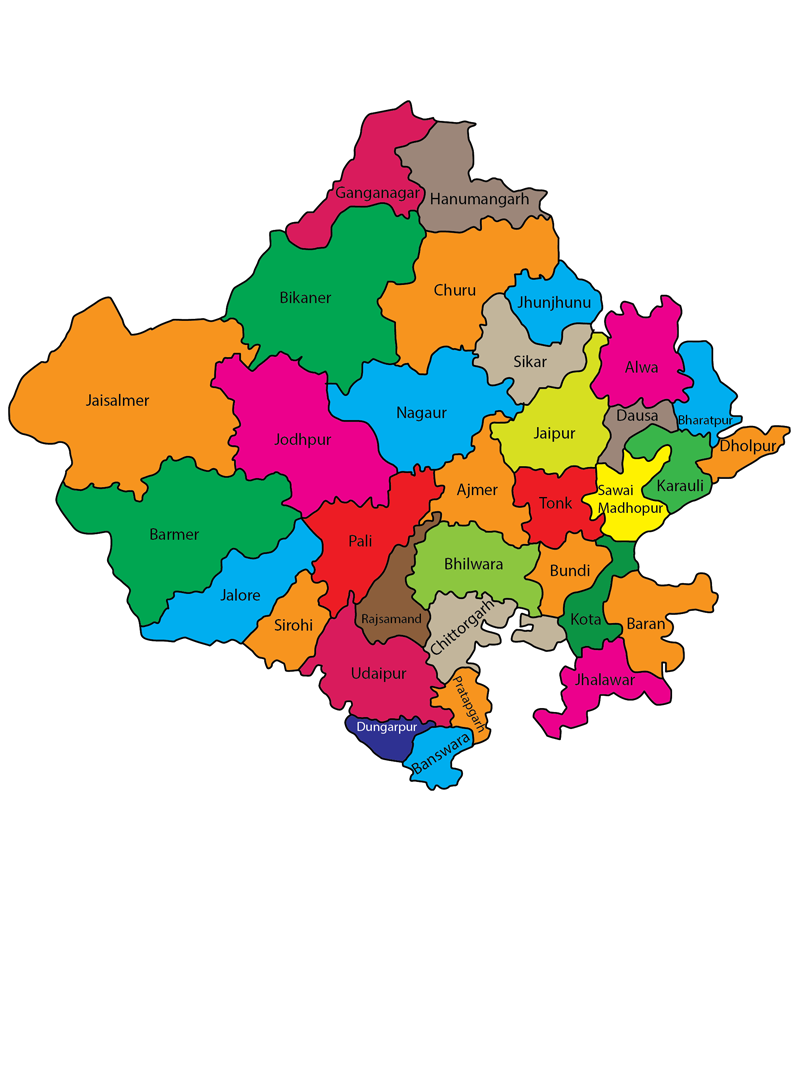 Ganganagar
Hanumangarh
Bikaner
Churu
Jhunjhunu
Sikar
Alwa
Jaisalmer
Nagaur
Dausa
Bharatpur
Jodhpur
Jaipur
Dholpur
Ajmer
Tonk
Sawai
Madhopur
Karauli
Barmer
Pali
Bhilwara
Bundi
Jalore
Sirohi
Rajsamand
Chittorgarh
Kota
Baran
Udaipur
Pratapgarh
Jhalawar
Dungarpur
Banswara